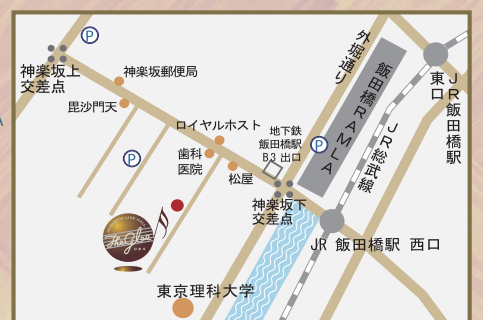 P
神楽坂上
交差点
神楽坂郵便局
毘沙門天
P
ロイヤルホスト
歯科
医院
松屋
地下鉄
飯田橋駅
B3 出口
P
外堀通り
飯田橋RAMLA
JR総武線
JR飯田橋駅
東口
神楽坂下
交差点
JR 飯田橋駅 西口
The Glee
東京理科大学